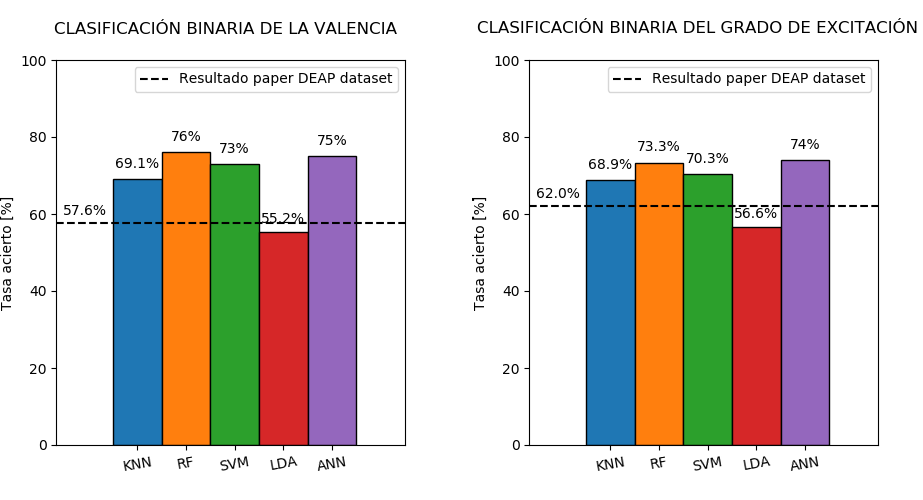 CLASIFICACIÓN BINARIA DE LA VALENCIA
Resultado paper DEAP dataset
100
80
60
40
20
0
Tasa acierto [%]
57.6%
69.1%
76%
73%
55.2%
75%
KNN
RF
SVM
LDA
ANN
CLASIFICACIÓN BINARIA DEL GRADO DE EXCITACIÓN
Resultado paper DEAP dataset
100
80
60
40
20
0
Tasa acierto [%]
62.0%
68.9%
73.3%
70.3%
56.6%
74%
KNN
RF
SVM
LDA
ANN